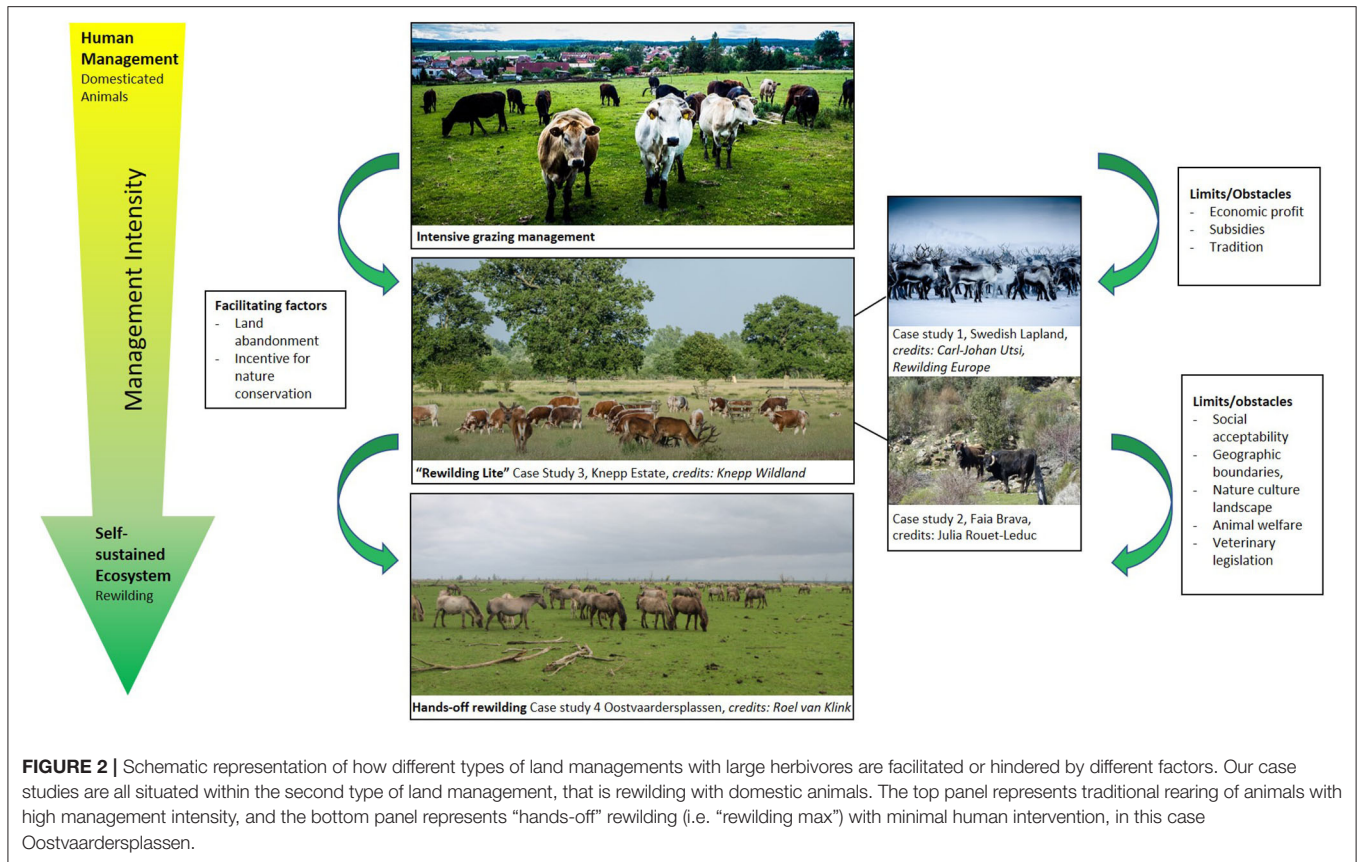 Human
Management
Domesticated
Animals
Management Intensity
Self-
sustained
Ecosystem
Rewilding
Facilitating factors
- Land
abandonment
- Incentive for
nature
conservation
Intensive grazing management
"Rewilding Lite" Case Study 3, Knepp Estate, credits: Knepp Wildland
Hands-off rewilding Case study 4 Oostvaardersplassen, credits: Roel van Klink
Case study 1, Swedish Lapland,
credits: Carl-Johan Utsi,
Rewilding Europe
Case study 2, Faia Brava,
credits: Julia Rouet-Leduc
Limits/Obstacles
- Economic profit
- Subsidies
- Tradition
Limits/obstacles
- Social
acceptability
- Geographic
boundaries,
- Nature culture
landscape
- Animal welfare
- Veterinary
legislation
FIGURE 2 | Schematic representation of how different types of land managements with large herbivores are facilitated or hindered by different factors. Our case
studies are all situated within the second type of land management, that is rewilding with domestic animals. The top panel represents traditional rearing of animals with
high management intensity, and the bottom panel represents “hands-off” rewilding (i.e. “rewilding max”) with minimal human intervention, in this case
Oostvaardersplassen.